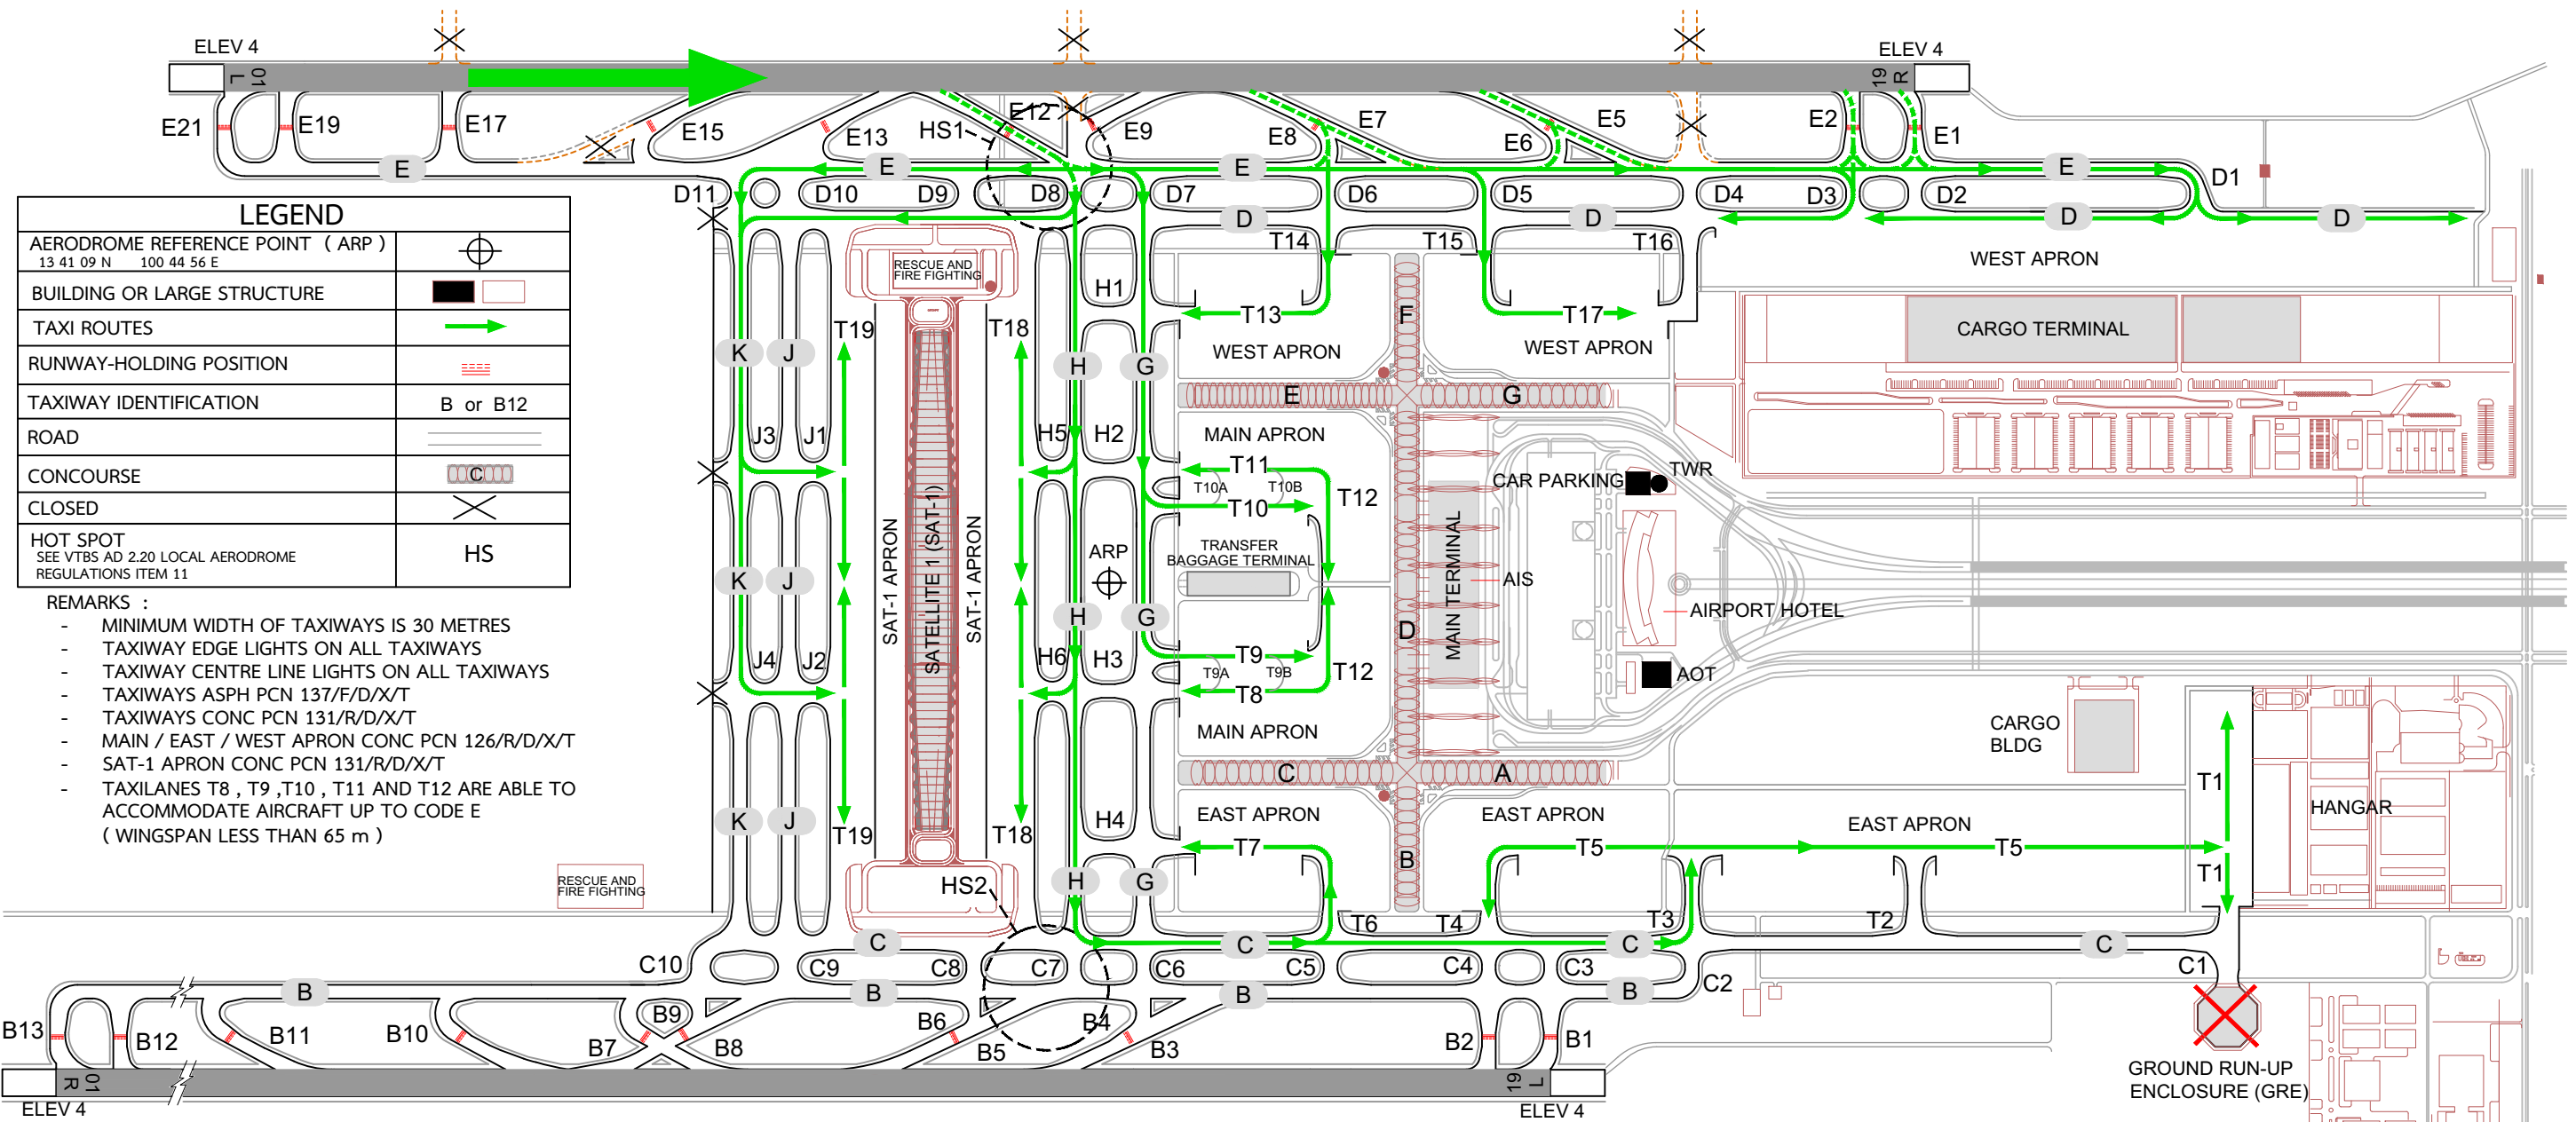 ELEV 4
ELEV 4
01
L
19
R
E21
E19
E17
E15
E13
HS1
E12
E9
E8
E7
E6
E5
E2
E1
E
E
E
E
D11
D10
D9
D8
D7
D6
D5
D4
D3
D2
D1
D
D
D
D
LEGEND
AERODROME REFERENCE POINT ( ARP )
13 41 09 N 100 44 56 E
BUILDING OR LARGE STRUCTURE
TAXI ROUTES
RUNWAY-HOLDING POSITION
TAXIWAY IDENTIFICATION
B or B12
ROAD
CONCOURSE
C
CLOSED
HOT SPOT
SEE VTBS AD 2.20 LOCAL AERODROME
REGULATIONS ITEM 11
HS
REMARKS :
- MINIMUM WIDTH OF TAXIWAYS IS 30 METRES
- TAXIWAY EDGE LIGHTS ON ALL TAXIWAYS
- TAXIWAY CENTRE LINE LIGHTS ON ALL TAXIWAYS
- TAXIWAYS ASPH PCN 137/F/D/X/T
- TAXIWAYS CONC PCN 131/R/D/X/T
- MAIN / EAST / WEST APRON CONC PCN 126/R/D/X/T
- SAT-1 APRON CONC PCN 131/R/D/X/T
- TAXILANES T8 , T9 ,T10 , T11 AND T12 ARE ABLE TO
ACCOMMODATE AIRCRAFT UP TO CODE E
( WINGSPAN LESS THAN 65 m )
RESCUE AND
FIRE FIGHTING
T14
T15
T16
WEST APRON
H1
T13
T17
F
T19
T18
K
J
H
G
WEST APRON
WEST APRON
CARGO TERMINAL
E
G
J3
J1
H5
H2
MAIN APRON
T11
T10A
T10B
T10
T12
CAR PARKING
TWR
SAT-1 APRON
SATELLITE 1 (SAT-1)
SAT-1 APRON
ARP
TRANSFER
BAGGAGE TERMINAL
MAIN TERMINAL
AIS
AIRPORT HOTEL
K
J
H
G
D
J4
J2
H6
H3
T9
T9A
T9B
T8
T12
AOT
MAIN APRON
CARGO
BLDG
C
A
EAST APRON
EAST APRON
EAST APRON
T1
HANGAR
K
J
T19
T18
H4
T7
B
T5
T5
T1
RESCUE AND
FIRE FIGHTING
HS2
H
G
T6
T4
T3
T2
C
C
C
C
C10
C9
C8
C7
C6
C5
C4
C3
C2
C1
B
B
B
B
B13
B12
B11
B10
B9
B7
B8
B6
B5
B4
B3
B2
B1
GROUND RUN-UP
ENCLOSURE (GRE)
01
R
19
L
ELEV 4
ELEV 4